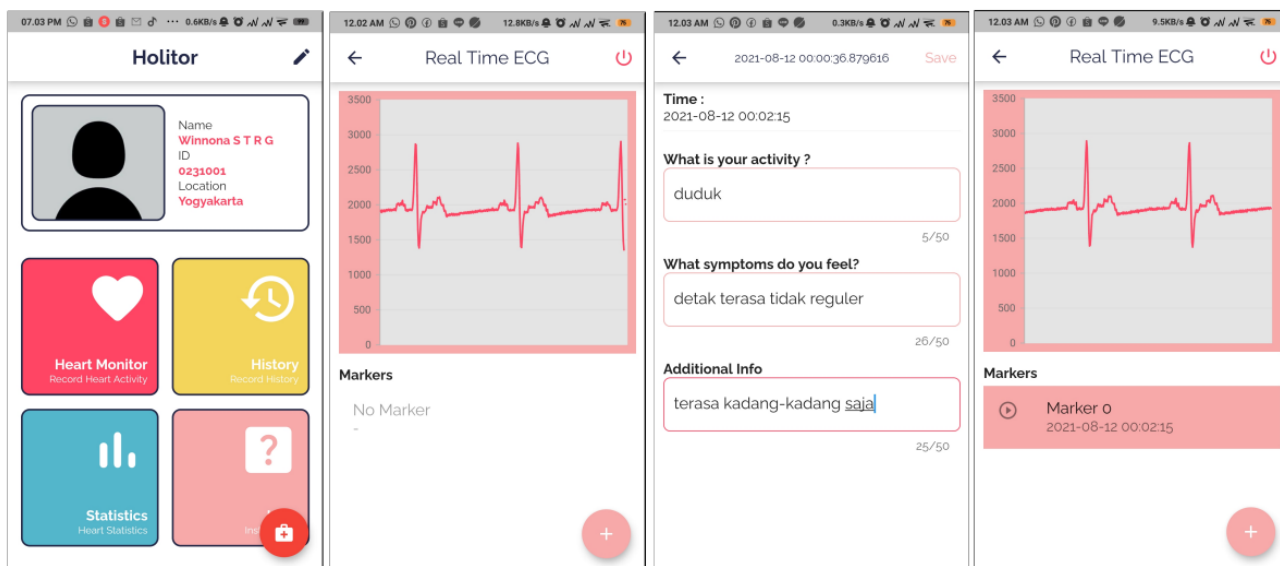 07.03 PM ... 0.6KB/s 99
Holitor
Name
Winnona S T R G
ID
0231001
Location
Yogyakarta
Heart Monitor
Record Heart Activity
History
Record History
Statistics
Heart Statistics
?
12.02 AM 12.8KB/s 76
Real Time ECG
3500
3000
2500
2000
1500
1000
500
0
Markers
No Marker
-
+
12.03 AM 0.3KB/s 76
2021-08-12 00:00:36.879616 Save
Time :
2021-08-12 00:02:15
What is your activity ?
duduk
5/50
What symptoms do you feel?
detak terasa tidak reguler
26/50
Additional Info
terasa kadang-kadang saja
25/50
12.03 AM 9.5KB/s 76
Real Time ECG
3500
3000
2500
2000
1500
1000
500
0
Markers
Marker 0
2021-08-12 00:02:15
+